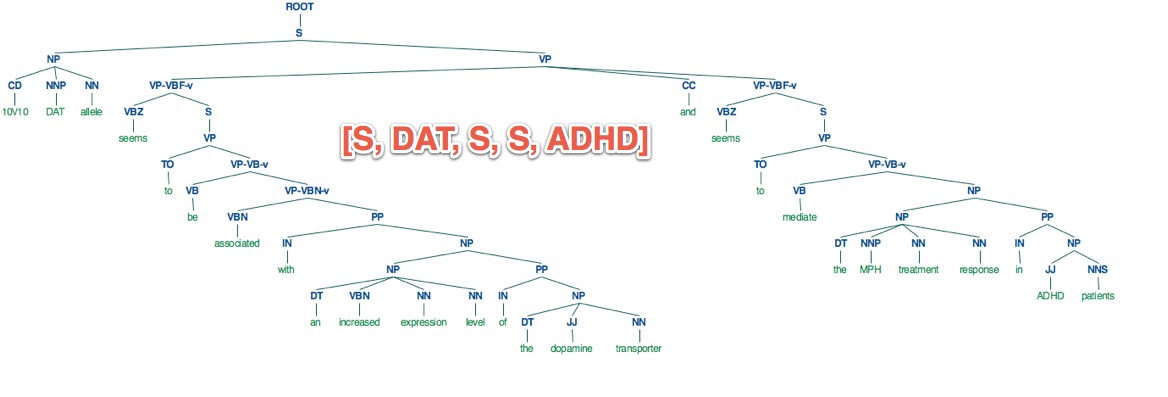 ROOT
S
NP VP
CD NNP NN VP-VBF-v CC VP-VBF-v
10V10 DAT allele VBZ S and VBZ S
seems [S, DAT, S, S, ADHD] seems
VP VP
TO VP-VB-v TO VP-VB-v
to VB VP-VBN-v to VB NP
be VBN PP mediate NP PP
associated IN NP DT NNP NN NN IN NP
with NP PP the MPH treatment response in JJ NNS
DT VBN NN NN IN NP ADHD patients
an increased expression level of DT JJ NN
the dopamine transporter